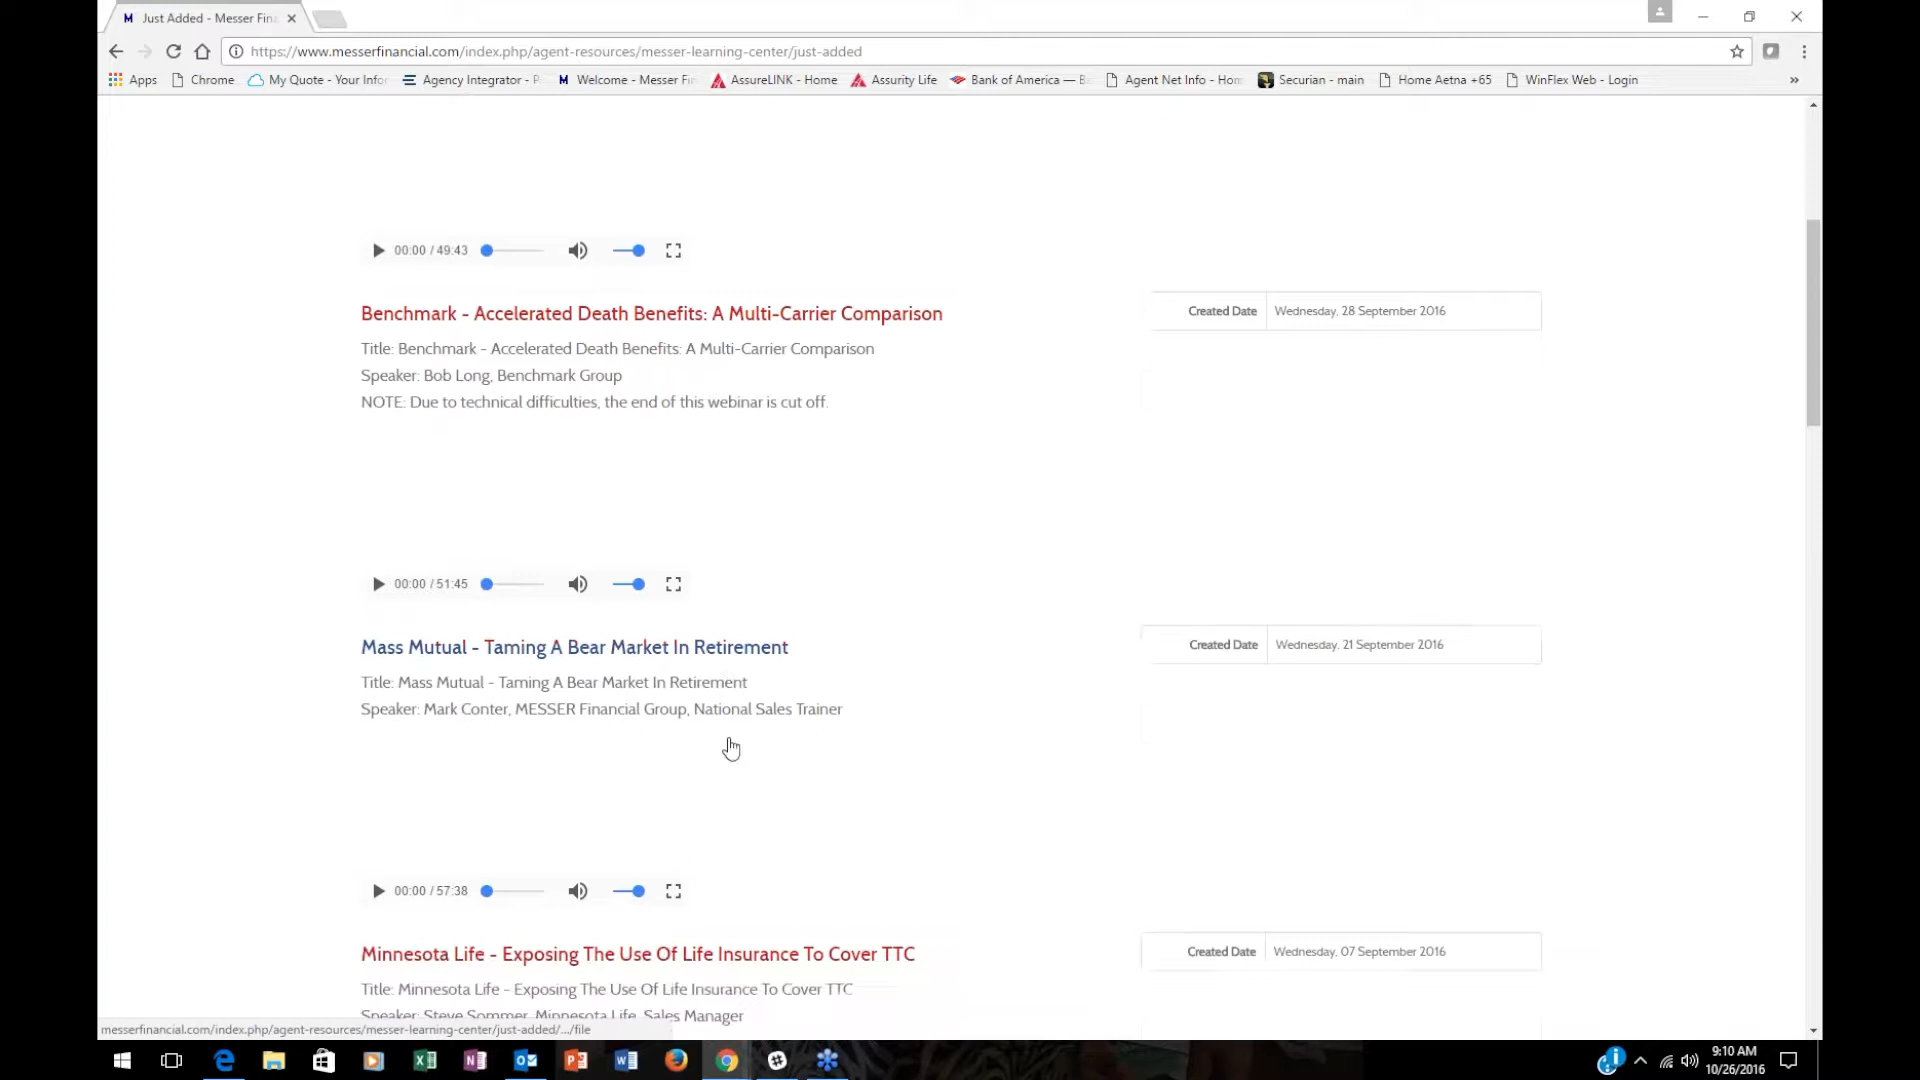 M Just Added - Messer Fin
https://www.messerfinancial.com/index.php/agent-resources/messer-learning-center/just-added
Apps Chrome My Quote - Your Infor Agency Integrator - P M Welcome - Messer Fin AssureLINK - Home Assurity Life Bank of America — B Agent Net Info - Hom Securian - main Home Aetna +65 WinFlex Web - Login »
00:00 / 49:43
Benchmark - Accelerated Death Benefits: A Multi-Carrier Comparison
Created Date Wednesday, 28 September 2016
Title: Benchmark - Accelerated Death Benefits: A Multi-Carrier Comparison
Speaker: Bob Long, Benchmark Group
NOTE: Due to technical difficulties, the end of this webinar is cut off.
00:00 / 51:45
Mass Mutual - Taming A Bear Market In Retirement
Created Date Wednesday, 21 September 2016
Title: Mass Mutual - Taming A Bear Market In Retirement
Speaker: Mark Conter, MESSER Financial Group, National Sales Trainer
00:00 / 57:38
Minnesota Life - Exposing The Use Of Life Insurance To Cover TTC
Created Date Wednesday, 07 September 2016
Title: Minnesota Life - Exposing The Use Of Life Insurance To Cover TTC
Speaker: Steve Sommer, Minnesota Life, Sales Manager
messerfinancial.com/index.php/agent-resources/messer-learning-center/just-added/.../file
9:10 AM
10/26/2016